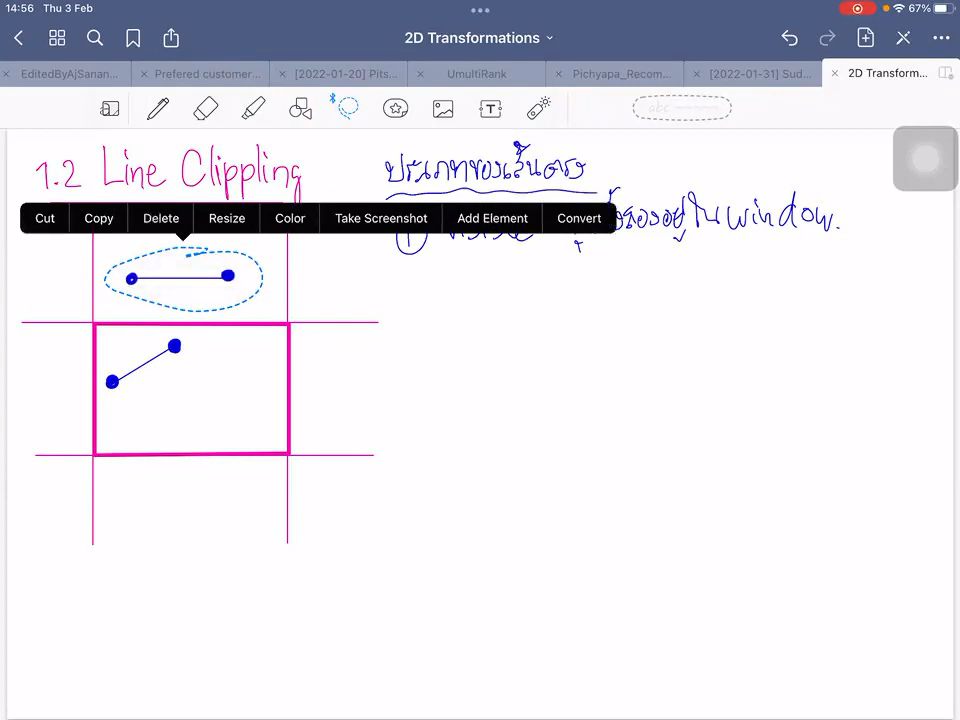 14:56 Thu 3 Feb
67%
2D Transformations
EditedByAjSanan...
Prefered customer...
[2022-01-20] Pits...
UmultiRank
Pichyapa_Recom...
[2022-01-31] Sud...
2D Transform...
abc
1.2 Line Clippling
ประเภทของเส้นตรง
Cut Copy Delete Resize Color Take Screenshot Add Element Convert
① window.